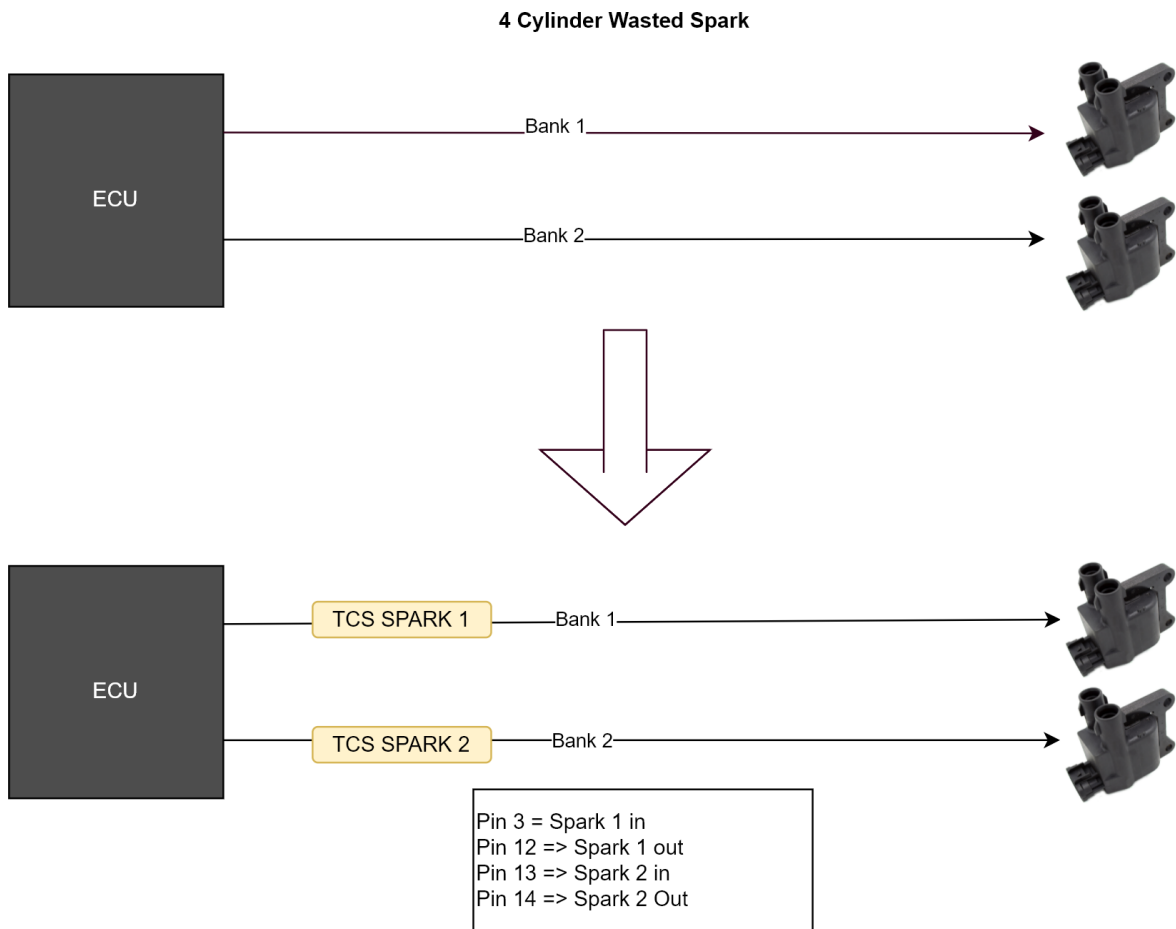 4 Cylinder Wasted Spark
ECU
Bank 1
Bank 2
ECU
TCS SPARK 1
Bank 1
TCS SPARK 2
Bank 2
Pin 3 = Spark 1 in
Pin 12 => Spark 1 out
Pin 13 => Spark 2 in
Pin 14 => Spark 2 Out